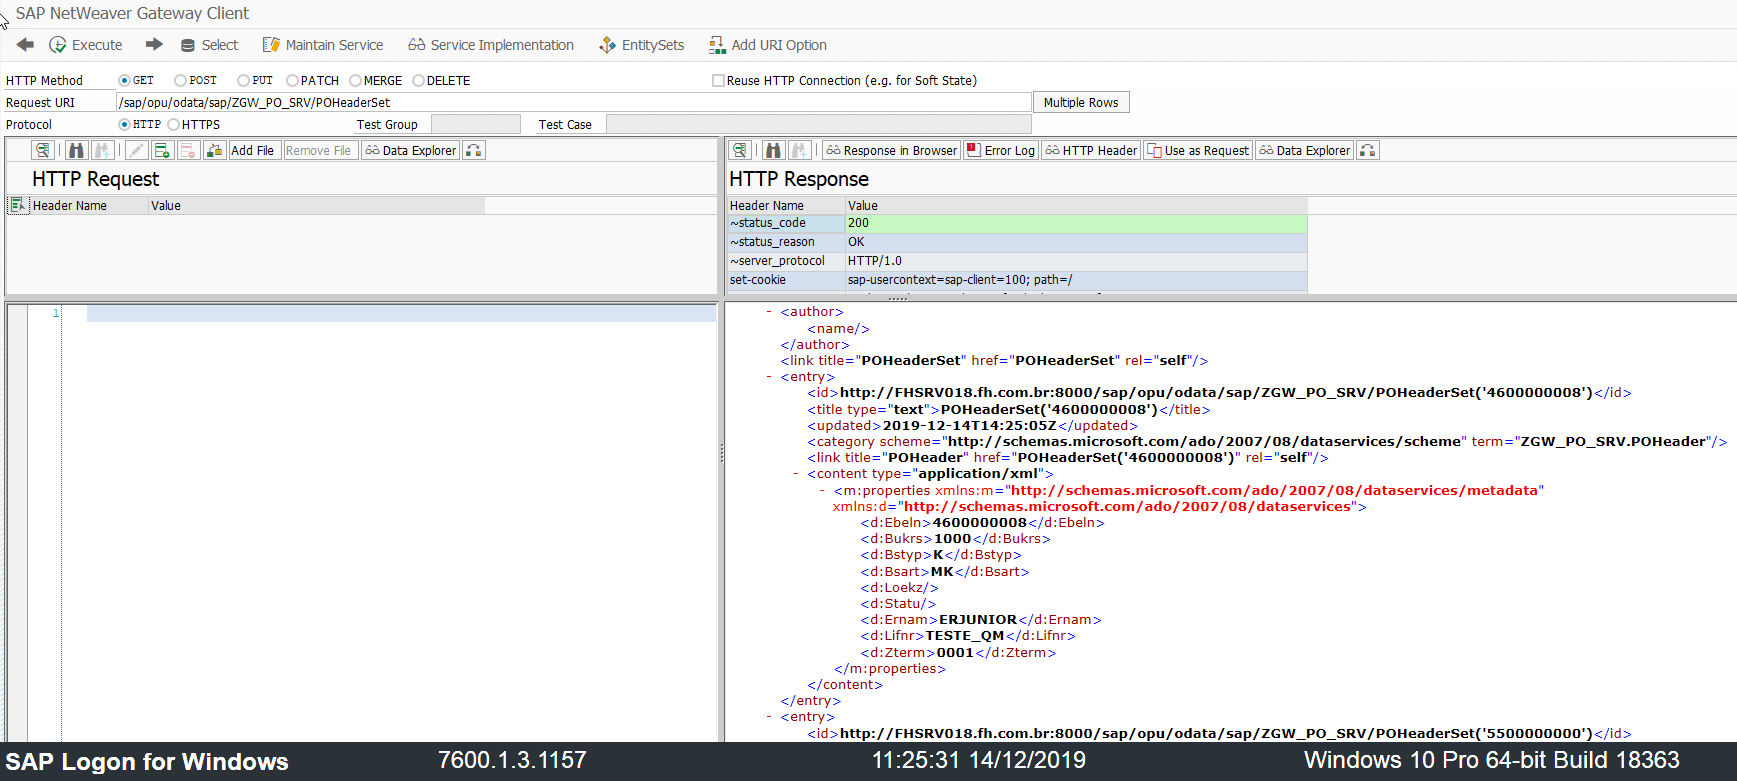 SAP NetWeaver Gateway Client
Execute Select Maintain Service Service Implementation EntitySets Add URI Option
HTTP Method GET POST PUT PATCH MERGE DELETE Reuse HTTP Connection (e.g. for Soft State)
Request URI /sap/opu/odata/sap/ZGW_PO_SRV/POHeaderSet Multiple Rows
Protocol HTTP HTTPS Test Group Test Case
Add File Remove File Data Explorer
HTTP Request
Header Name Value
1
Response in Browser Error Log HTTP Header Use as Request Data Explorer
HTTP Response
Header Name Value
~status_code 200
~status_reason OK
~server_protocol HTTP/1.0
set-cookie sap-usercontext=sap-client=100; path=/
- <author>
<name/>
</author>
<link title="POHeaderSet" href="POHeaderSet" rel="self"/>
- <entry>
<id>http://FHSRV018.fh.com.br:8000/sap/opu/odata/sap/ZGW_PO_SRV/POHeaderSet('4600000008')</id>
<title type="text">POHeaderSet('4600000008')</title>
<updated>2019-12-14T14:25:05Z</updated>
<category scheme="http://schemas.microsoft.com/ado/2007/08/dataservices/scheme" term="ZGW_PO_SRV.POHeader"/>
<link title="POHeader" href="POHeaderSet('4600000008')" rel="self"/>
- <content type="application/xml">
- <m:properties xmlns:m="http://schemas.microsoft.com/ado/2007/08/dataservices/metadata"
xmlns:d="http://schemas.microsoft.com/ado/2007/08/dataservices">
<d:Ebeln>4600000008</d:Ebeln>
<d:Bukrs>1000</d:Bukrs>
<d:Bstyp>K</d:Bstyp>
<d:Bsart>MK</d:Bsart>
<d:Loekz/>
<d:Statu/>
<d:Ernam>ERJUNIOR</d:Ernam>
<d:Lifnr>TESTE_QM</d:Lifnr>
<d:Zterm>0001</d:Zterm>
</m:properties>
</content>
</entry>
- <entry>
<id>http://FHSRV018.fh.com.br:8000/sap/opu/odata/sap/ZGW_PO_SRV/POHeaderSet('5500000000')</id>
SAP Logon for Windows 7600.1.3.1157 11:25:31 14/12/2019 Windows 10 Pro 64-bit Build 18363